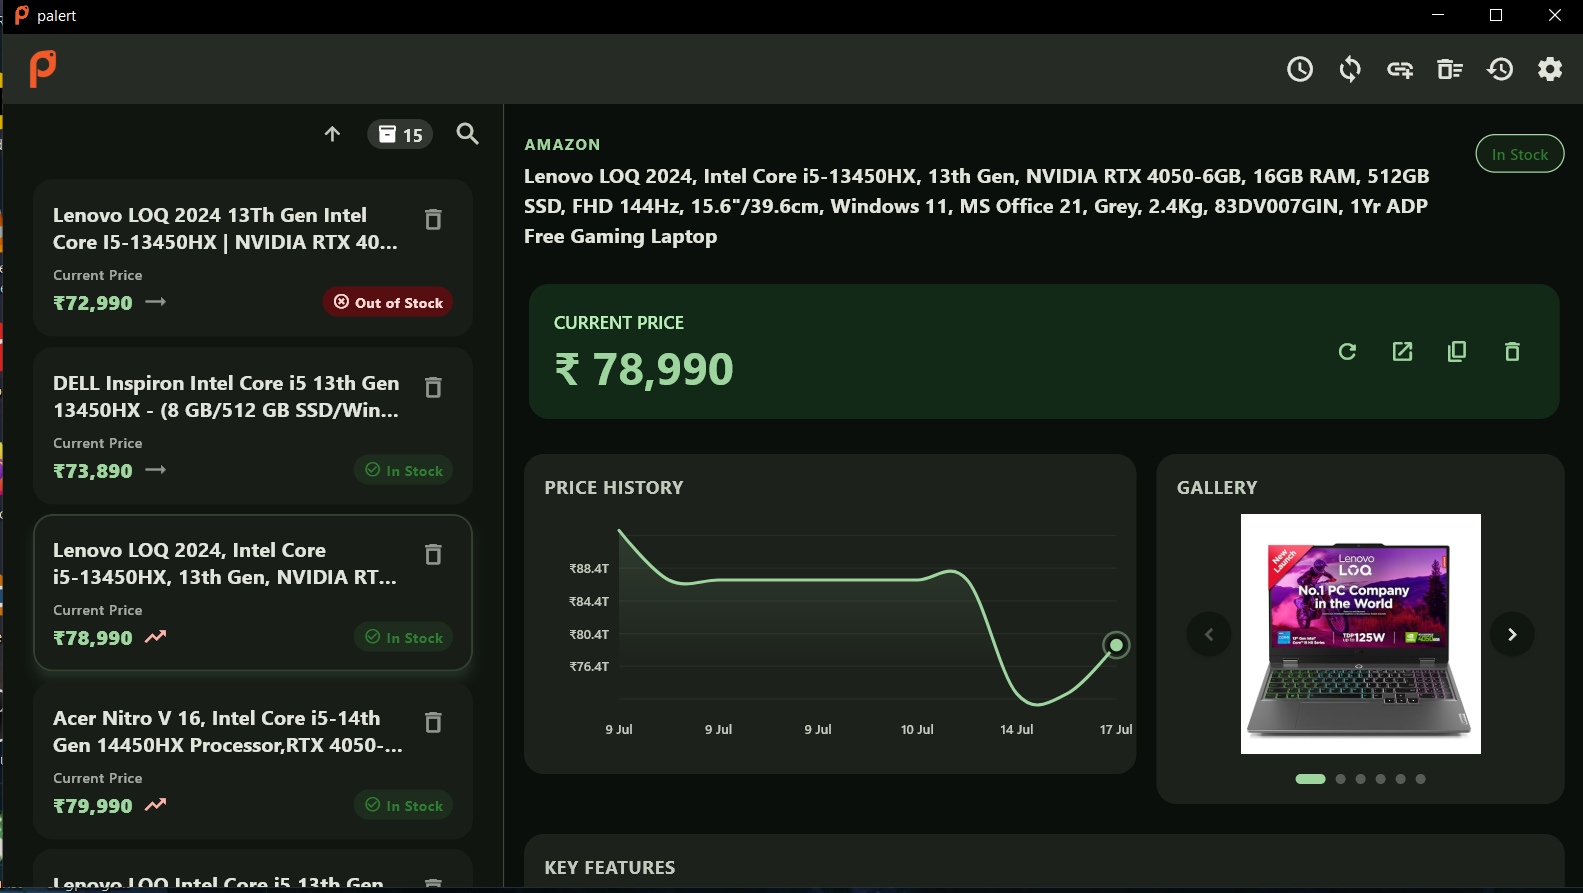 palert
15
Lenovo LOQ 2024 13Th Gen Intel
Core I5-13450HX | NVIDIA RTX 40...
Current Price
₹72,990
Out of Stock
DELL Inspiron Intel Core i5 13th Gen
13450HX - (8 GB/512 GB SSD/Win...
Current Price
₹73,890
In Stock
Lenovo LOQ 2024, Intel Core
i5-13450HX, 13th Gen, NVIDIA RT...
Current Price
₹78,990
In Stock
Acer Nitro V 16, Intel Core i5-14th
Gen 14450HX Processor,RTX 4050-...
Current Price
₹79,990
In Stock
Lenovo LOQ Intel Core i5 13th Gen
AMAZON
In Stock
Lenovo LOQ 2024, Intel Core i5-13450HX, 13th Gen, NVIDIA RTX 4050-6GB, 16GB RAM, 512GB
SSD, FHD 144Hz, 15.6"/39.6cm, Windows 11, MS Office 21, Grey, 2.4Kg, 83DV007GIN, 1Yr ADP
Free Gaming Laptop
CURRENT PRICE
₹ 78,990
PRICE HISTORY
₹88.4T
₹84.4T
₹80.4T
₹76.4T
9 Jul
9 Jul
9 Jul
10 Jul
14 Jul
17 Jul
GALLERY
New
Launch
Lenovo
LOQ
No.1 PC Company
in the World
TDP up to 125W
KEY FEATURES